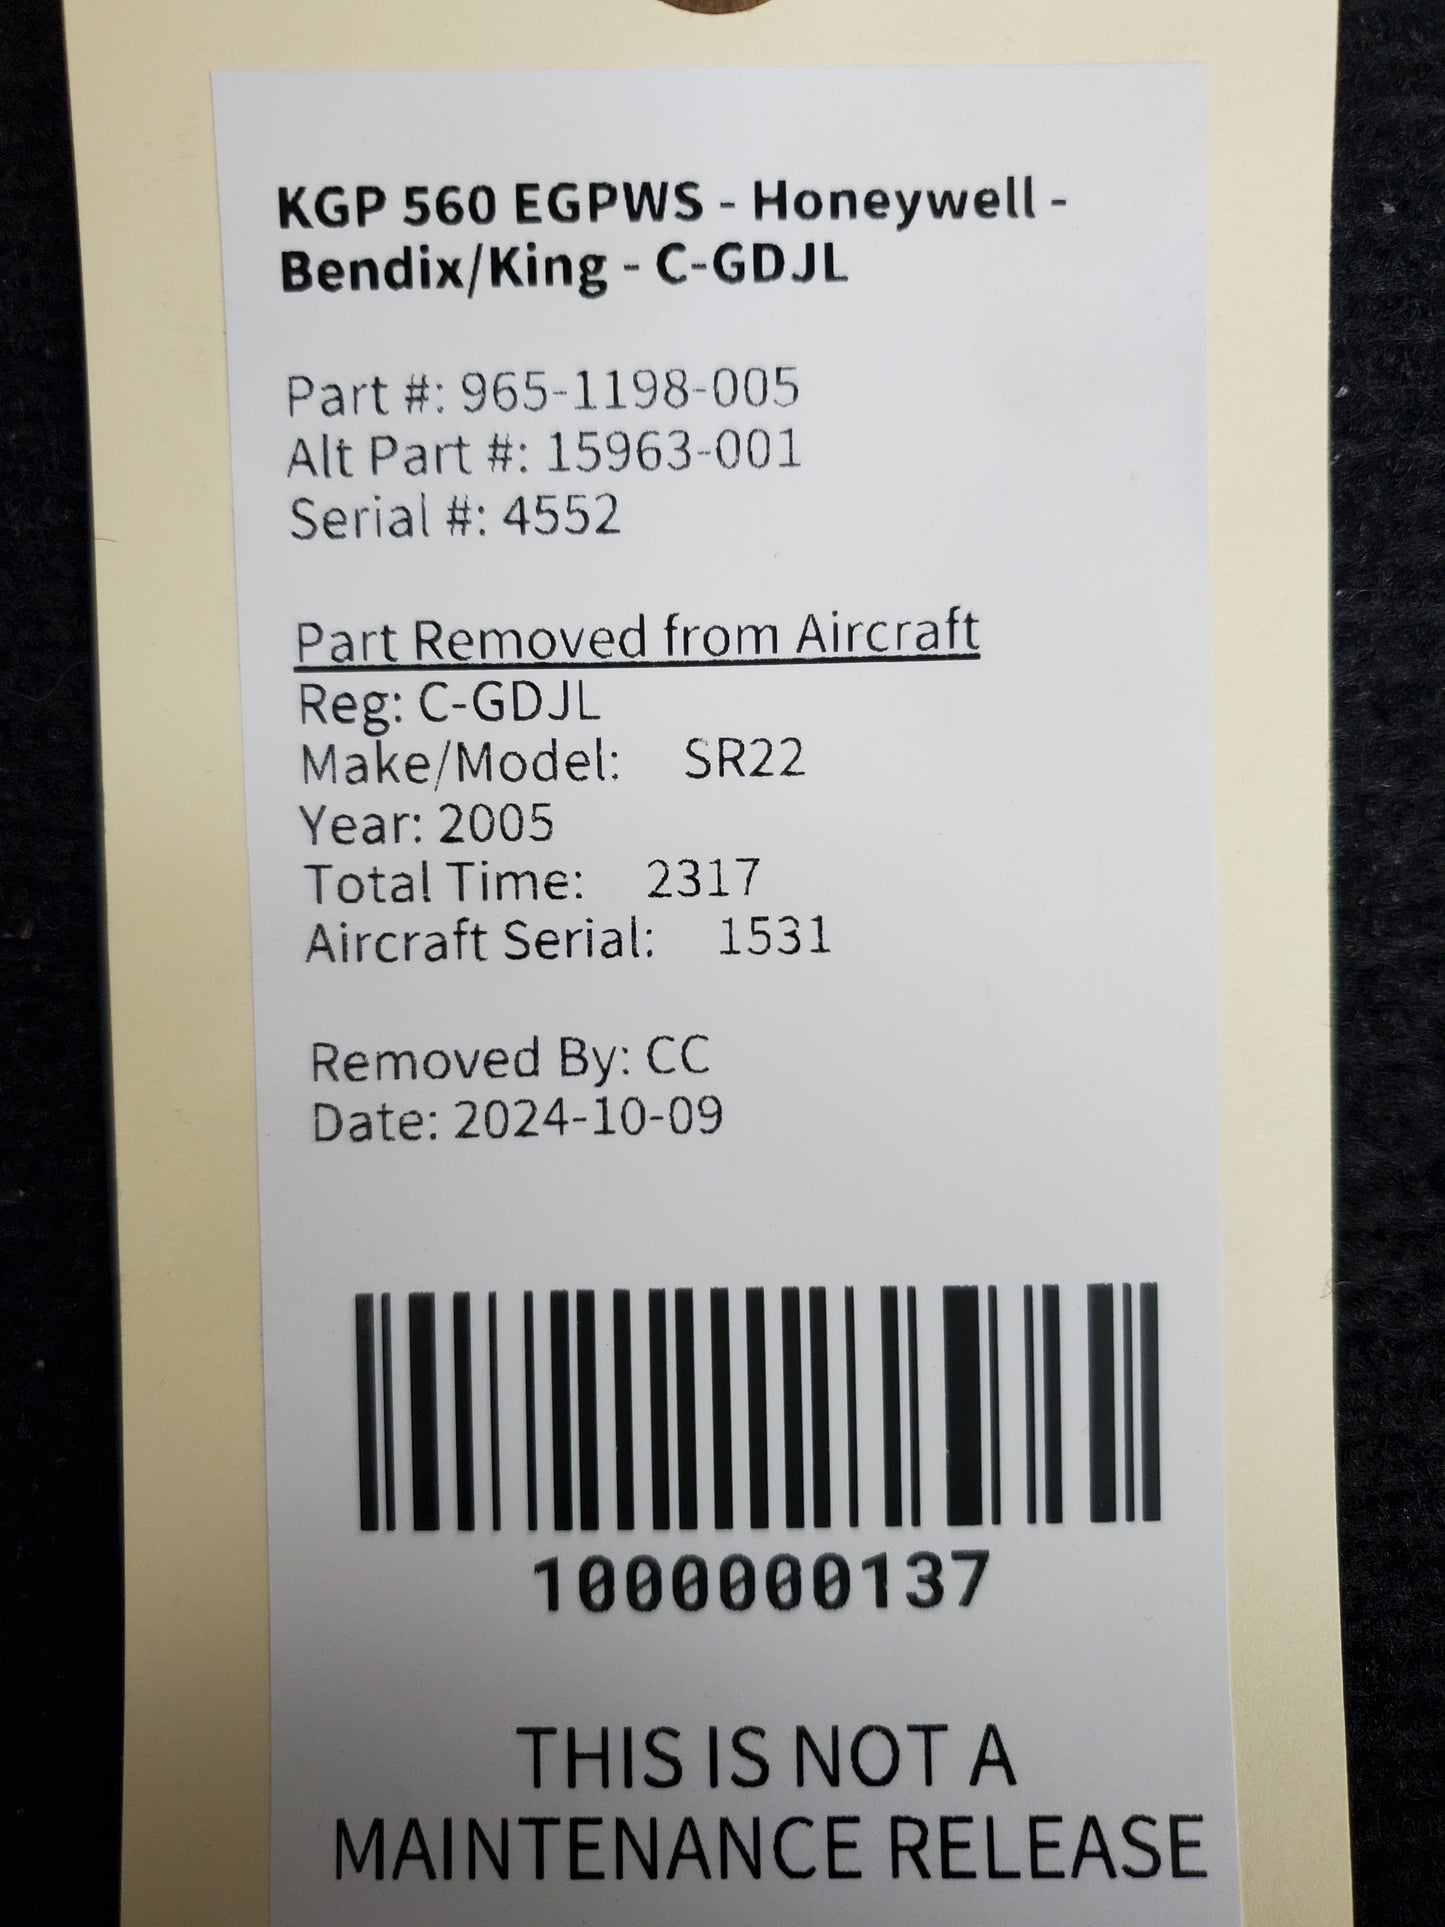 KGP 560 EGPWS - Honeywell -
Bendix/King - C-GDJL
Part #: 965-1198-005
Alt Part #: 15963-001
Serial #: 4552
Part Removed from Aircraft
Reg: C-GDJL
Make/Model: SR22
Year: 2005
Total Time: 2317
Aircraft Serial: 1531
Removed By: CC
Date: 2024-10-09
1000000137
THIS IS NOT A
MAINTENANCE RELEASE